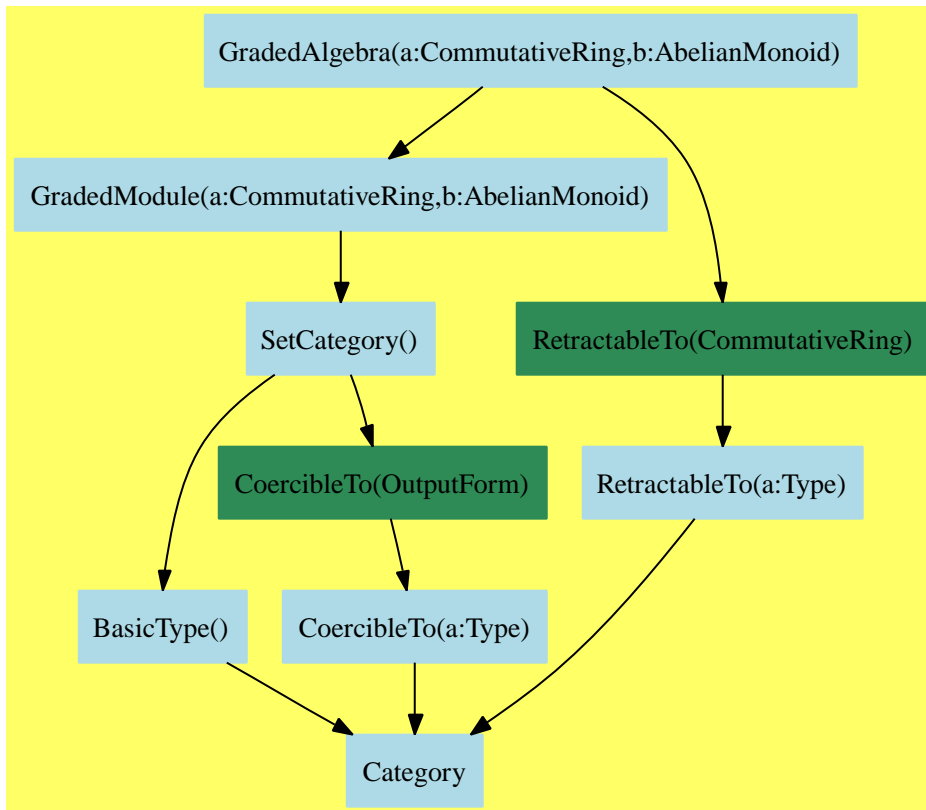 GradedAlgebra(a:CommutativeRing,b:AbelianMonoid)
GradedModule(a:CommutativeRing,b:AbelianMonoid)
SetCategory()
RetractableTo(CommutativeRing)
CoercibleTo(OutputForm)
RetractableTo(a:Type)
BasicType()
CoercibleTo(a:Type)
Category